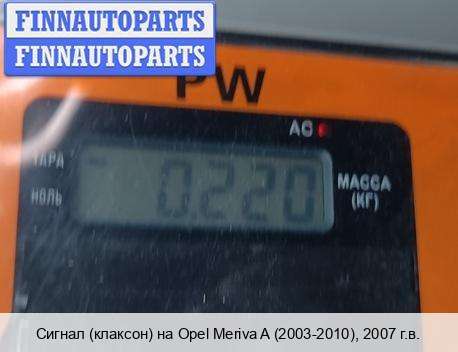 FINNAUTOPARTS
FINNAUTOPARTS
PW
AC
ТАРА
НОЛЬ
0.220
МАССА
(КГ)
Сигнал (клаксон) на Opel Meriva A (2003-2010), 2007 г.в.